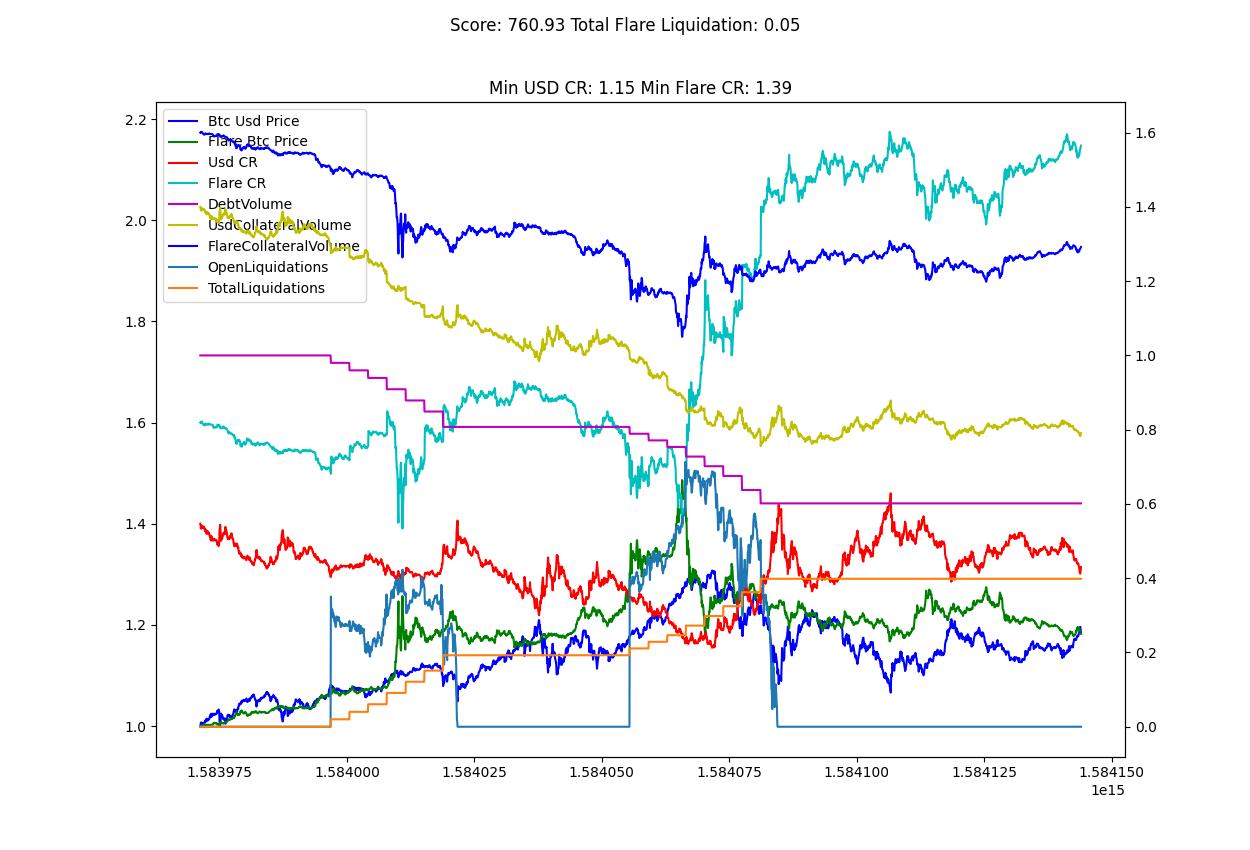 Score: 760.93 Total Flare Liquidation: 0.05
Min USD CR: 1.15 Min Flare CR: 1.39
Btc Usd Price
Flare Btc Price
Usd CR
Flare CR
DebtVolume
UsdCollateralVolume
FlareCollateralVolume
OpenLiquidations
TotalLiquidations
2.2
2.0
1.8
1.6
1.4
1.2
1.0
1.6
1.4
1.2
1.0
0.8
0.6
0.4
0.2
0.0
1.583975 1.584000 1.584025 1.584050 1.584075 1.584100 1.584125 1.584150
1e15